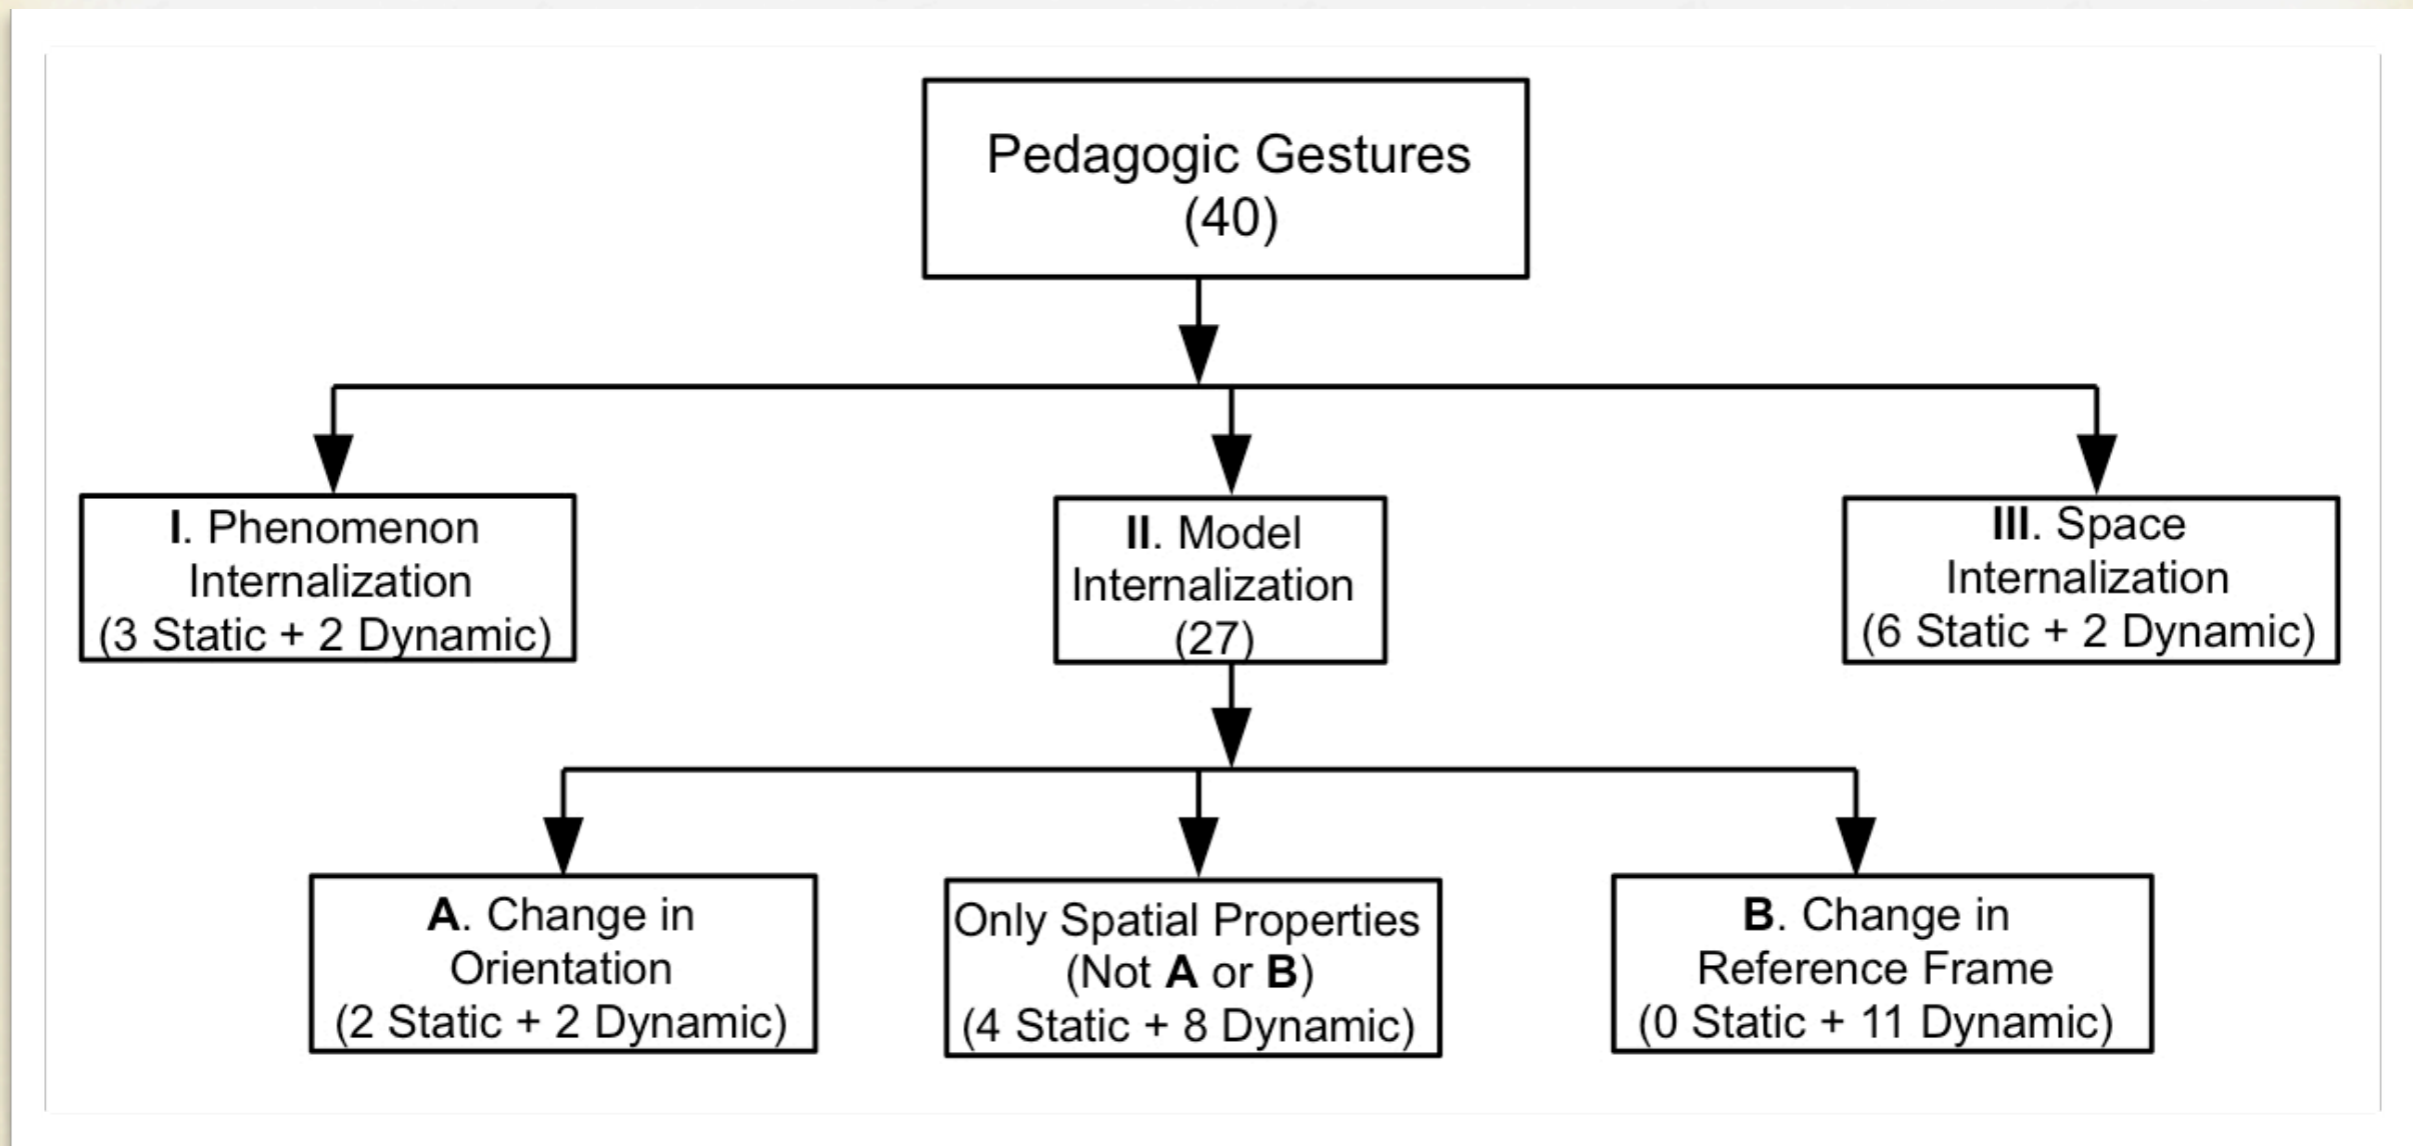 Pedagogic Gestures
(40)
I. Phenomenon
Internalization
(3 Static + 2 Dynamic)
II. Model
Internalization
(27)
III. Space
Internalization
(6 Static + 2 Dynamic)
A. Change in
Orientation
(2 Static + 2 Dynamic)
Only Spatial Properties
(Not A or B)
(4 Static + 8 Dynamic)
B. Change in
Reference Frame
(0 Static + 11 Dynamic)